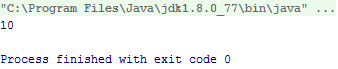 "C:\Program Files\Java\jdk1.8.0_77\bin\java" ...
10
Process finished with exit code 0